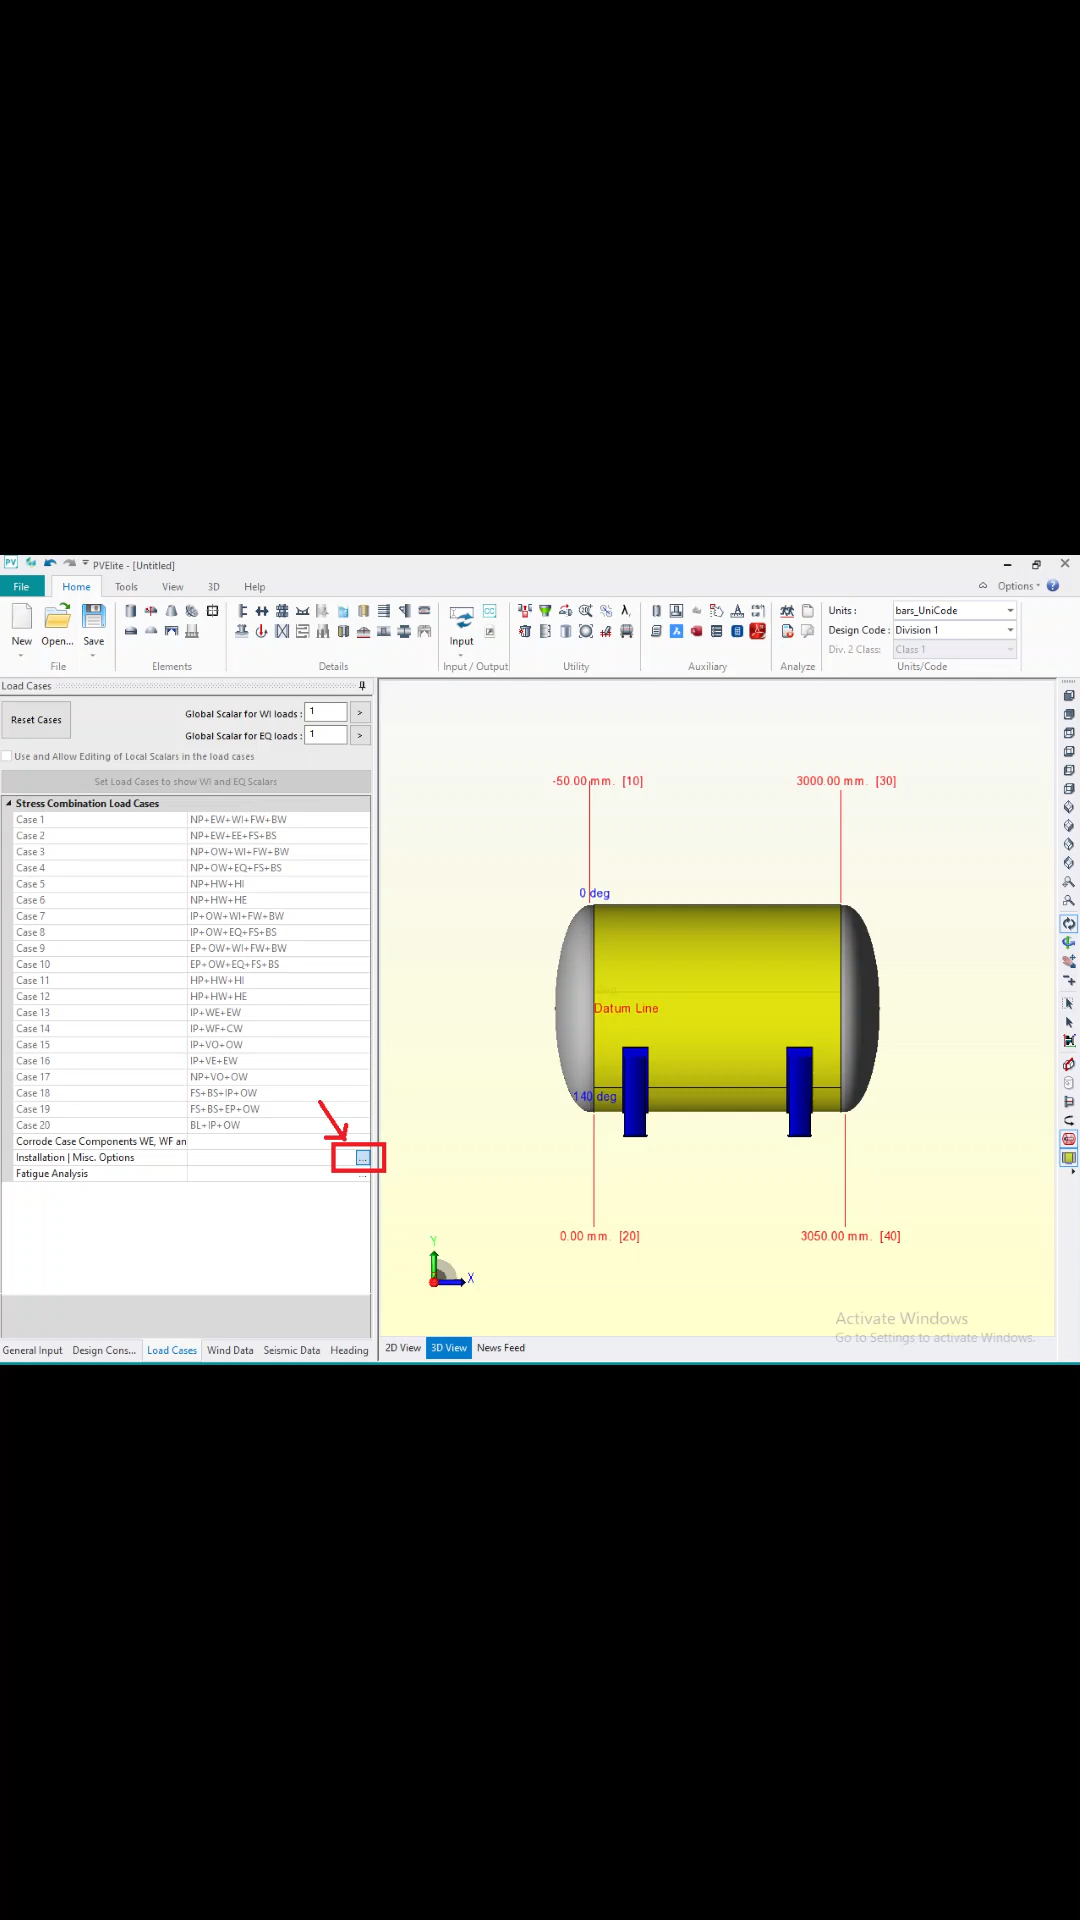 PVElite - [Untitled]
File Home Tools View 3D Help Options
New Open... Save Input
File Elements Details Input / Output Utility Auxiliary Analyze Units/Code
Units : bars_UniCode
Design Code : Division 1
Div. 2 Class: Class 1
Load Cases
Reset Cases
Global Scalar for WI loads : 1 >
Global Scalar for EQ loads : 1 >
Use and Allow Editing of Local Scalars in the load cases
Set Load Cases to show WI and EQ Scalars
Stress Combination Load Cases
Case 1 NP+EW+WI+FW+BW
Case 2 NP+EW+EE+FS+BS
Case 3 NP+OW+WI+FW+BW
Case 4 NP+OW+EQ+FS+BS
Case 5 NP+HW+HI
Case 6 NP+HW+HE
Case 7 IP+OW+WI+FW+BW
Case 8 IP+OW+EQ+FS+BS
Case 9 EP+OW+WI+FW+BW
Case 10 EP+OW+EQ+FS+BS
Case 11 HP+HW+HI
Case 12 HP+HW+HE
Case 13 IP+WE+EW
Case 14 IP+WF+CW
Case 15 IP+VO+OW
Case 16 IP+VE+EW
Case 17 NP+VO+OW
Case 18 FS+BS+IP+OW
Case 19 FS+BS+EP+OW
Case 20 BL+IP+OW
Corrode Case Components WE, WF an
Installation | Misc. Options ...
Fatigue Analysis ...
General Input Design Cons... Load Cases Wind Data Seismic Data Heading
-50.00 mm. [10]
3000.00 mm. [30]
0 deg
Datum Line
140 deg
0.00 mm. [20]
3050.00 mm. [40]
Y
X
Activate Windows
Go to Settings to activate Windows.
2D View 3D View News Feed